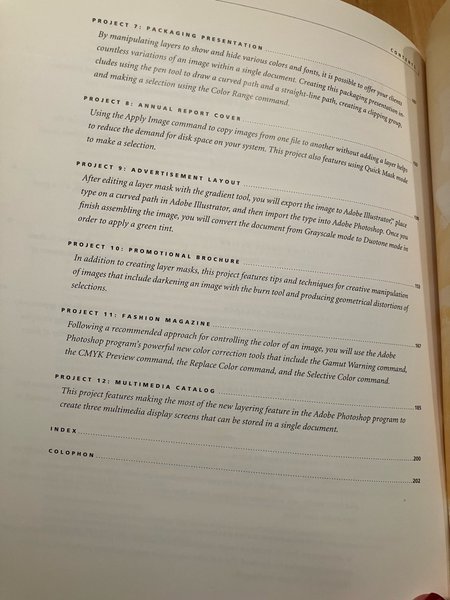 CONTENTS
PROJECT 7: PACKAGING PRESENTATION
By manipulating layers to show and hide various colors and fonts, it is possible to offer your clients
countless variations of an image within a single document. Creating this packaging presentation in-
cludes using the pen tool to draw a curved path and a straight-line path, creating a clipping group,
and making a selection using the Color Range command.
PROJECT 8: ANNUAL REPORT COVER
Using the Apply Image command to copy images from one file to another without adding a layer helps
to reduce the demand for disk space on your system. This project also features using Quick Mask mode
to make a selection.
PROJECT 9: ADVERTISEMENT LAYOUT
After editing a layer mask with the gradient tool, you will export the image to Adobe Illustrator, place
type on a curved path in Adobe Illustrator, and then import the type into Adobe Photoshop. Once you
finish assembling the image, you will convert the document from Grayscale mode to Duotone mode in
order to apply a green tint.
PROJECT 10: PROMOTIONAL BROCHURE
In addition to creating layer masks, this project features tips and techniques for creative manipulation
of images that include darkening an image with the burn tool and producing geometrical distortions of
selections.
PROJECT 11: FASHION MAGAZINE 167
Following a recommended approach for controlling the color of an image, you will use the Adobe
Photoshop program's powerful new color correction tools that include the Gamut Warning command,
the CMYK Preview command, the Replace Color command, and the Selective Color command.
PROJECT 12: MULTIMEDIA CATALOG 185
This project features making the most of the new layering feature in the Adobe Photoshop program to
create three multimedia display screens that can be stored in a single document.
INDEX 200
COLOPHON 202